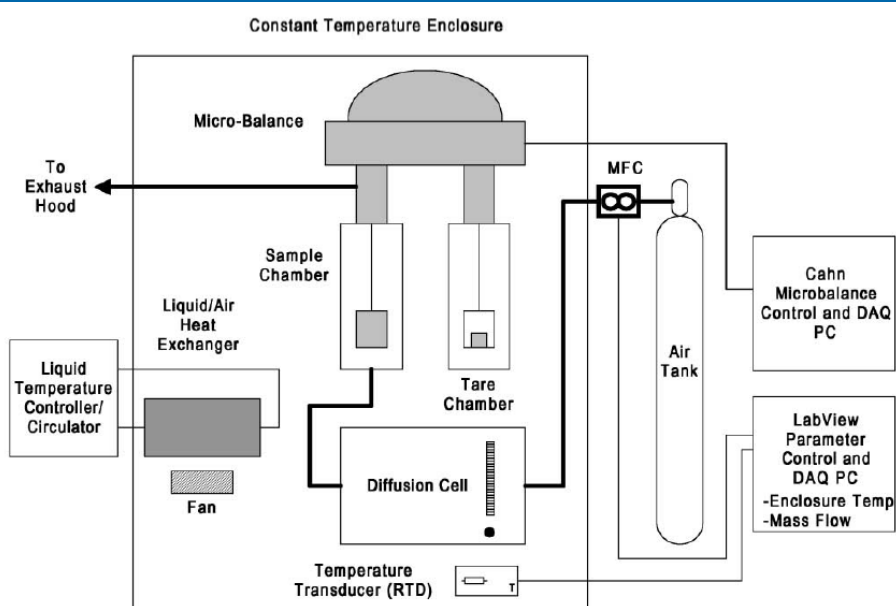 Constant Temperature Enclosure
Micro-Balance
To
Exhaust
Hood
MFC
Sample
Chamber
Cahn
Microbalance
Control and DAQ
PC
Liquid/Air
Heat
Exchanger
Air
Tank
Liquid
Temperature
Controller/
Circulator
Tare
Chamber
LabView
Parameter
Control and
DAQ PC
-Enclosure Temp
-Mass Flow
Diffusion Cell
Fan
Temperature
Transducer (RTD)
T